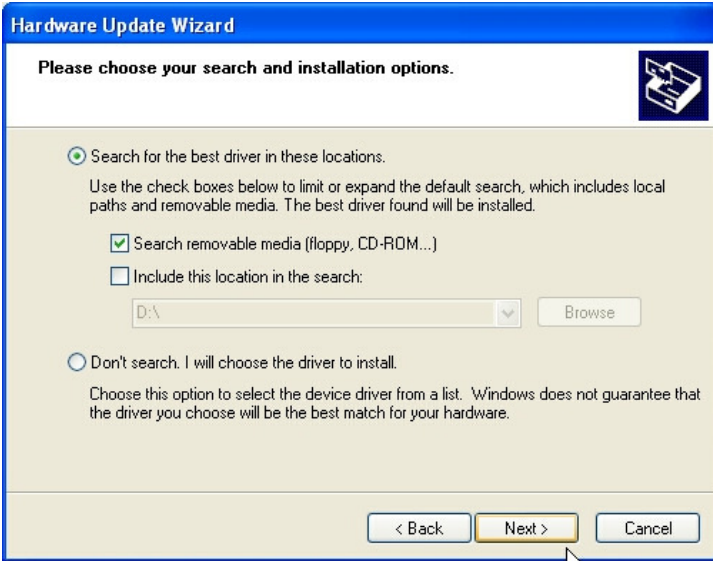 Hardware Update Wizard
Please choose your search and installation options.
Search for the best driver in these locations.
Use the check boxes below to limit or expand the default search, which includes local
paths and removable media. The best driver found will be installed.
Search removable media (floppy, CD-ROM...)
Include this location in the search:
D:\
Browse
Don't search. I will choose the driver to install.
Choose this option to select the device driver from a list.  Windows does not guarantee that
the driver you choose will be the best match for your hardware.
< Back
Next >
Cancel